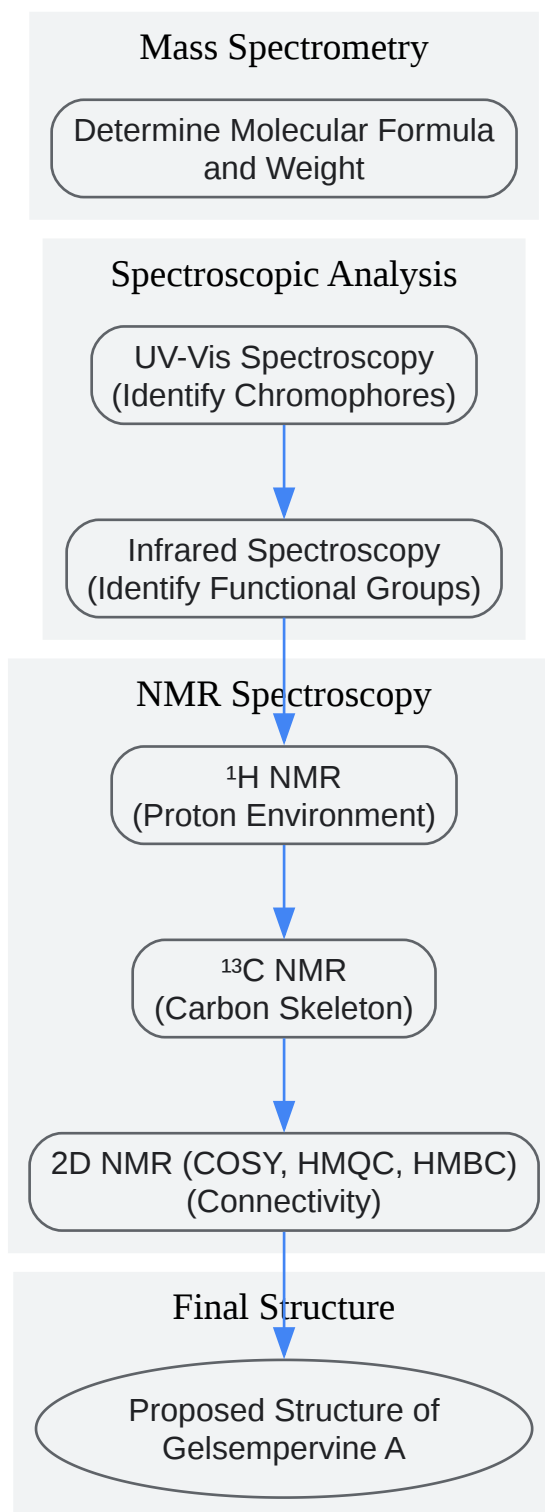 Mass Spectrometry
Determine Molecular Formula
and Weight
Spectroscopic Analysis
UV-Vis Spectroscopy
(Identify Chromophores)
Infrared Spectroscopy
(Identify Functional Groups)
NMR Spectroscopy
¹H NMR
(Proton Environment)
¹³C NMR
(Carbon Skeleton)
2D NMR (COSY, HMQC, HMBC)
(Connectivity)
Final Structure
Proposed Structure of
Gelsempervine A